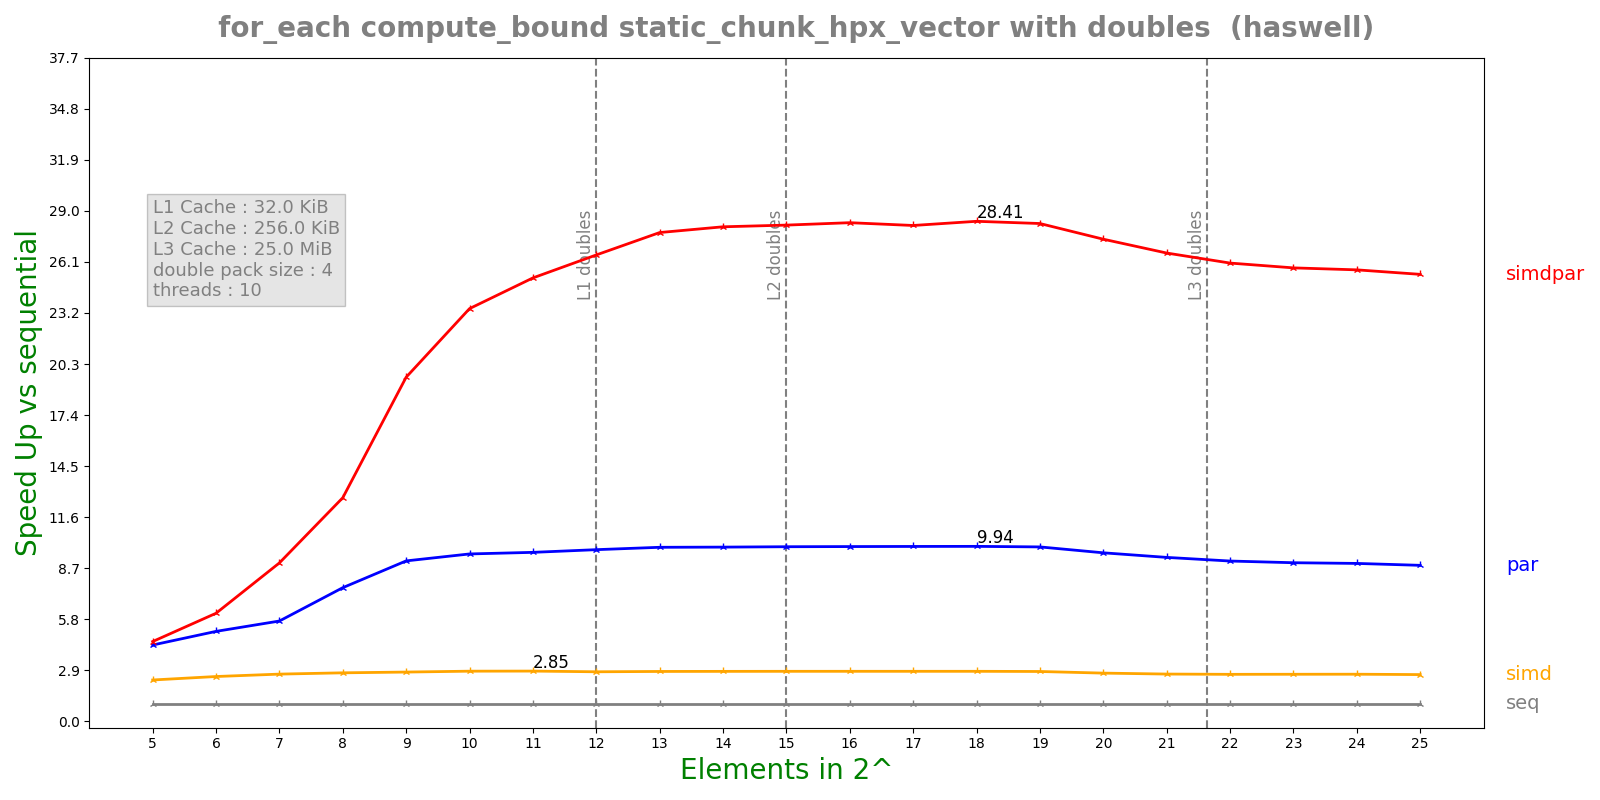 for_each compute_bound static_chunk_hpx_vector with doubles (haswell)
Speed Up vs sequential
37.7
34.8
31.9
29.0
26.1
23.2
20.3
17.4
14.5
11.6
8.7
5.8
2.9
0.0
L1 Cache : 32.0 KiB
L2 Cache : 256.0 KiB
L3 Cache : 25.0 MiB
double pack size : 4
threads : 10
L1 doubles
L2 doubles
L3 doubles
28.41
9.94
2.85
simdpar
par
simd
seq
5 6 7 8 9 10 11 12 13 14 15 16 17 18 19 20 21 22 23 24 25
Elements in 2^